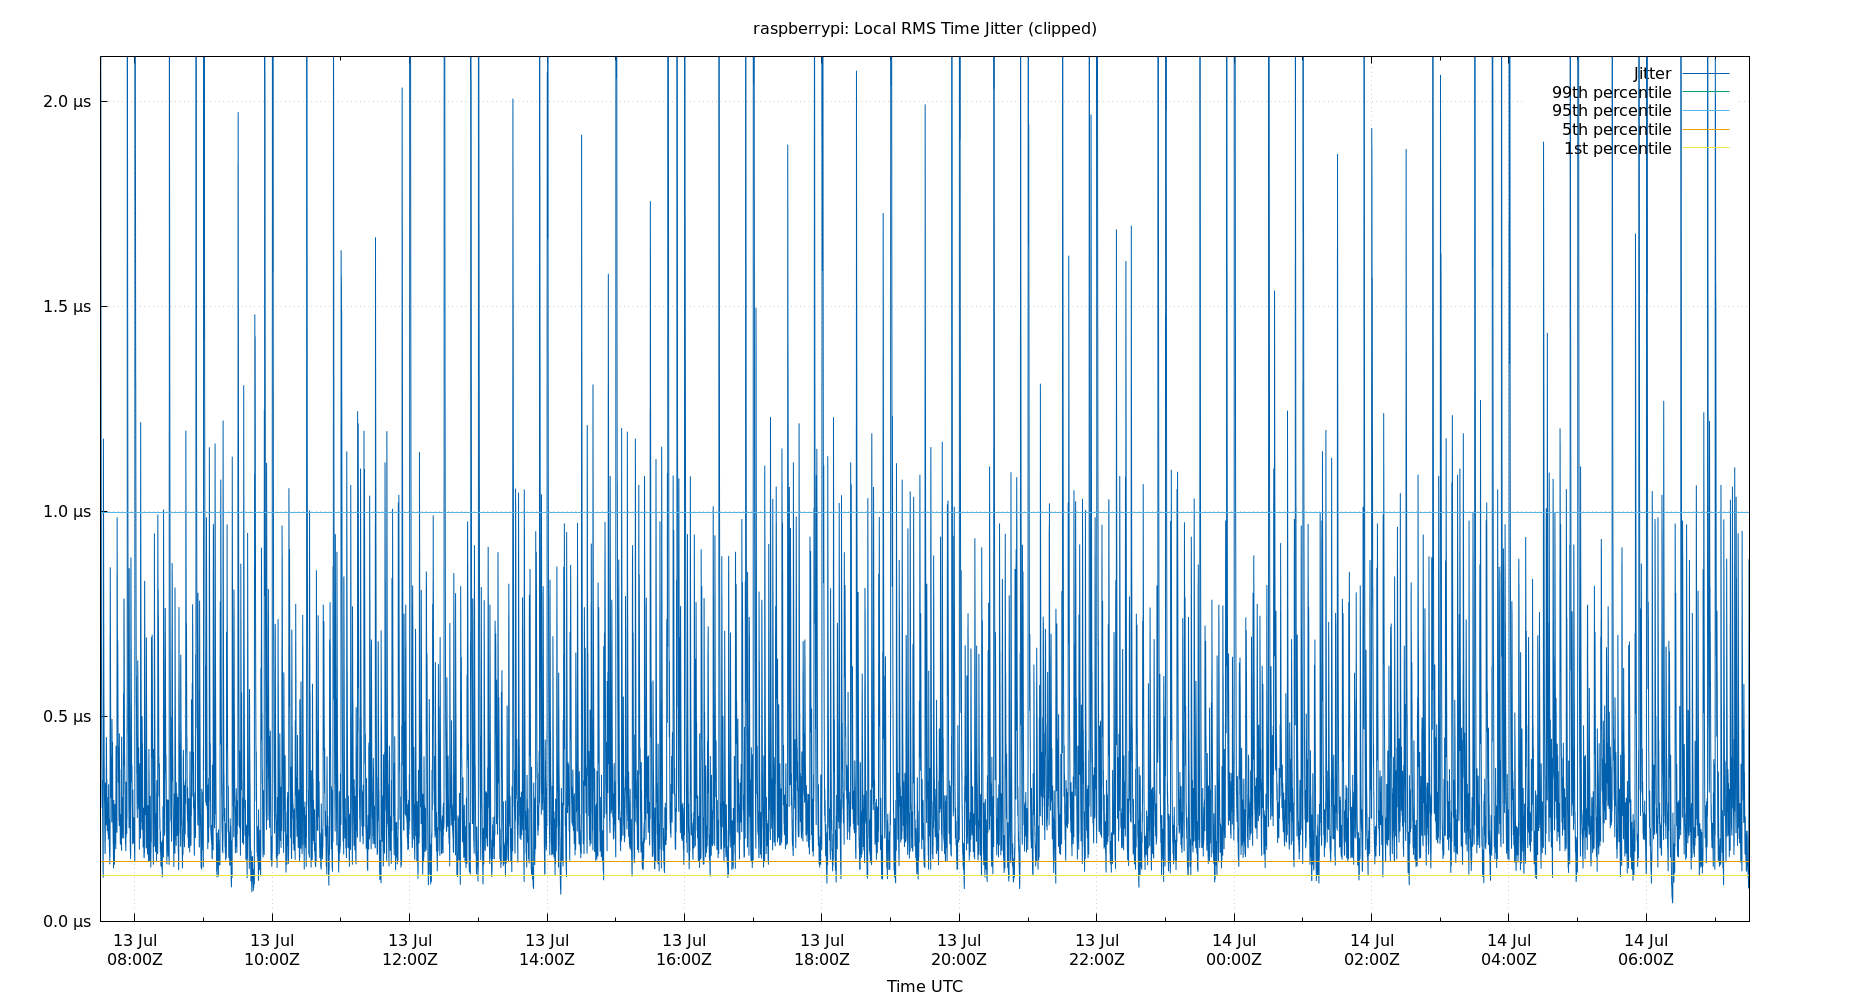 raspberrypi: Local RMS Time Jitter (clipped)
Jitter
99th percentile
95th percentile
5th percentile
1st percentile
2.0 µs
1.5 µs
1.0 µs
0.5 µs
0.0 µs
13 Jul 13 Jul 13 Jul 13 Jul 13 Jul 13 Jul 13 Jul 13 Jul 14 Jul 14 Jul 14 Jul 14 Jul
08:00Z 10:00Z 12:00Z 14:00Z 16:00Z 18:00Z 20:00Z 22:00Z 00:00Z 02:00Z 04:00Z 06:00Z
Time UTC